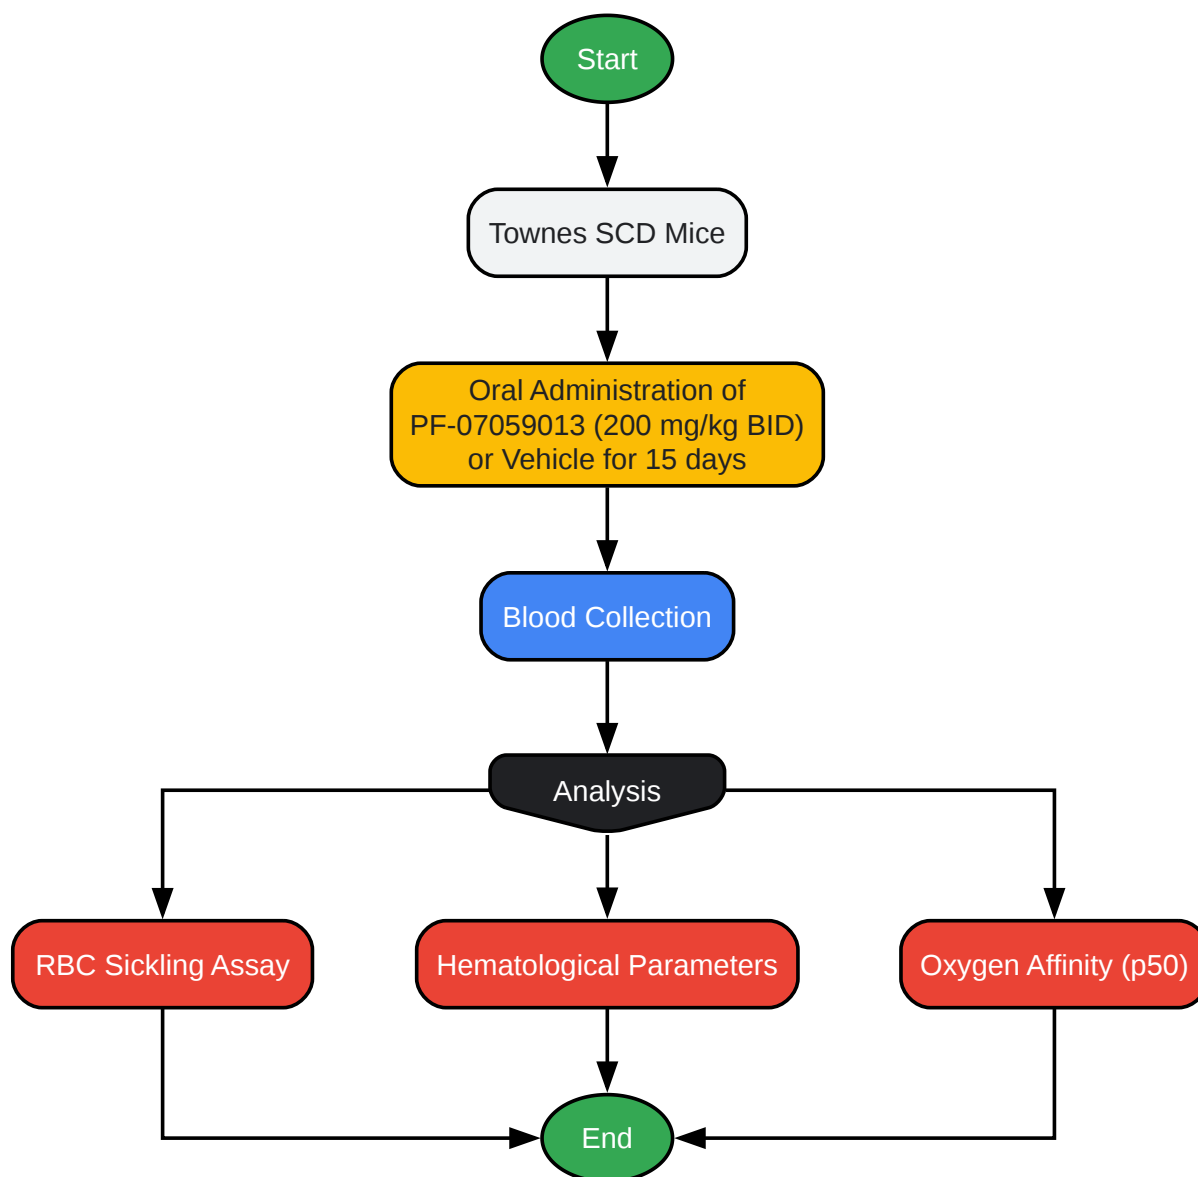 Start
Townes SCD Mice
Oral Administration of
PF-07059013 (200 mg/kg BID)
or Vehicle for 15 days
Blood Collection
Analysis
RBC Sickling Assay
Hematological Parameters
Oxygen Affinity (p50)
End